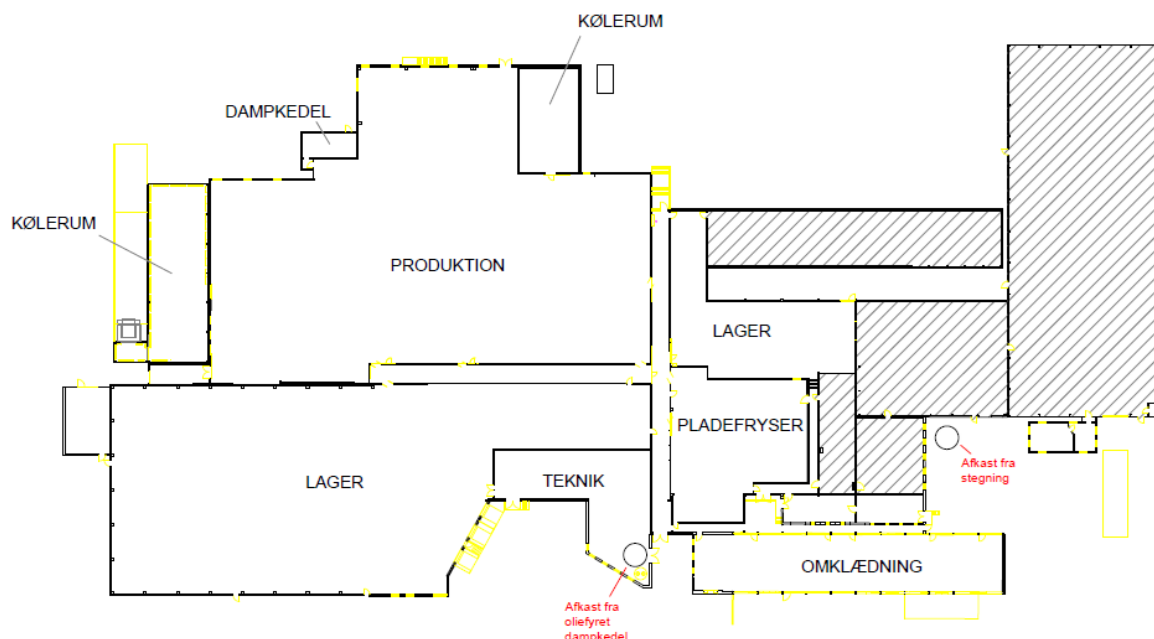 KØLERUM
DAMPKEDEL
KØLERUM
PRODUKTION
LAGER
PLADEFRYSER
Afkast fra
stegning
LAGER
TEKNIK
OMKLÆDNING
Afkast fra
oliefyret
dampkedel